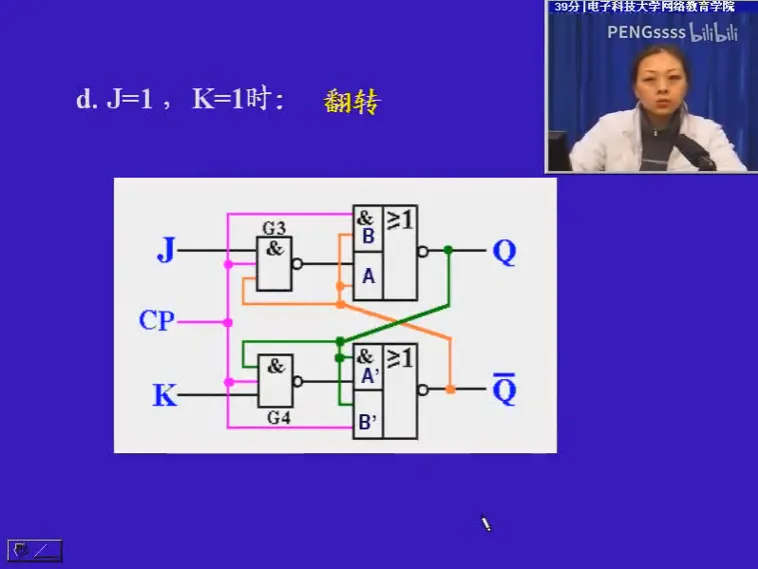 39分|电子科技大学网络教育学院
PENGssss bilibili
d. J=1， K=1时： 翻转
G3
& ≥1
J & B Q
A
CP
& ≥1
& A' Q̅
K B'
G4